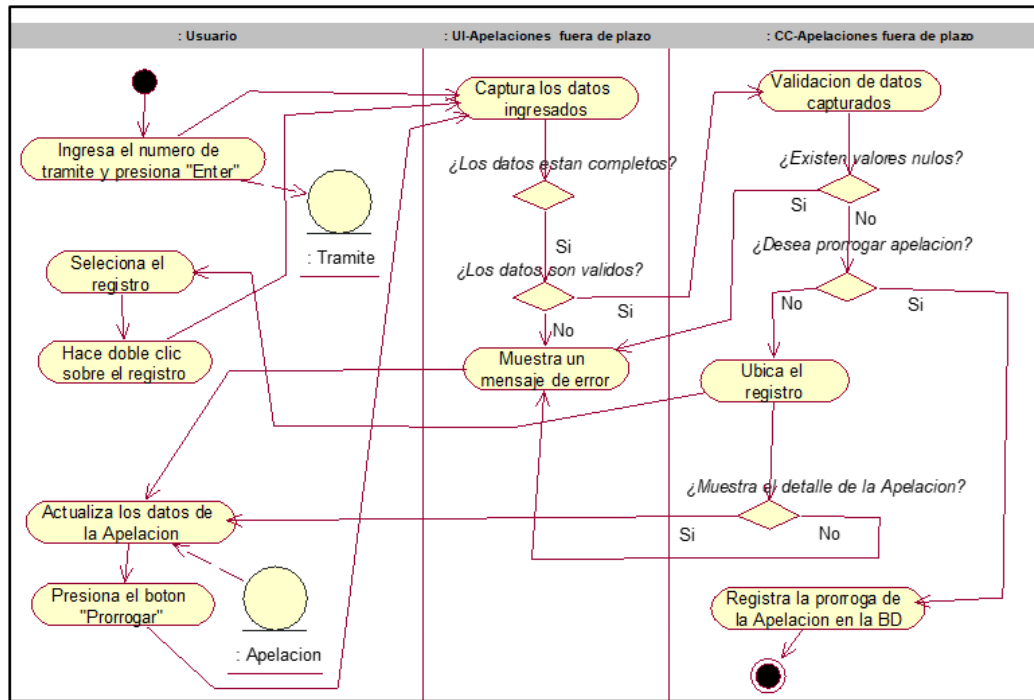 : Usuario
: UI-Apelaciones fuera de plazo
: CC-Apelaciones fuera de plazo
Ingresa el numero de
tramite y presiona "Enter"
: Tramite
Seleciona el
registro
Hace doble clic
sobre el registro
Actualiza los datos de
la Apelacion
Presiona el boton
"Prorrogar"
: Apelacion
Captura los datos
ingresados
¿Los datos estan completos?
Si
¿Los datos son validos?
Si
No
Muestra un
mensaje de error
Validacion de datos
capturados
¿Existen valores nulos?
Si
No
¿Desea prorrogar apelacion?
No
Si
Ubica el
registro
¿Muestra el detalle de la Apelacion?
Si
No
Registra la prorroga de
la Apelacion en la BD